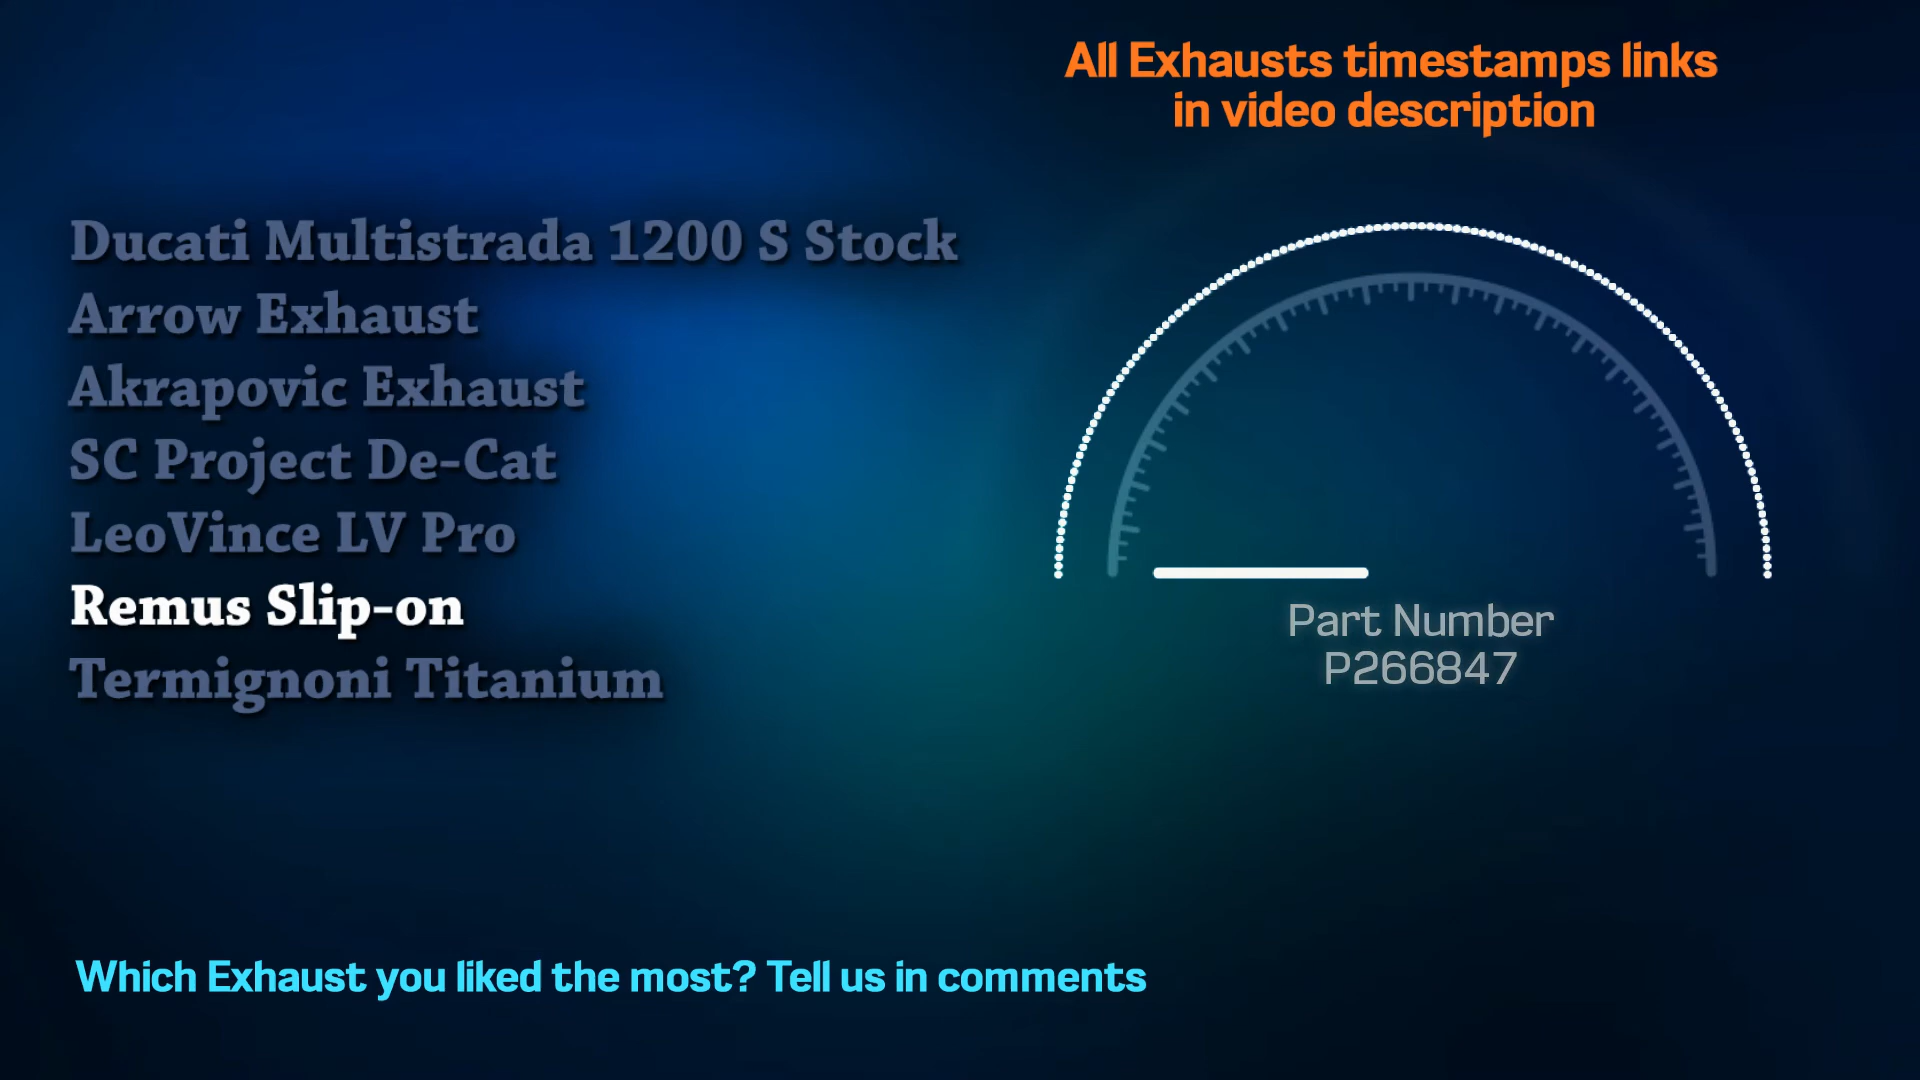 All Exhausts timestamps links
in video description
Ducati Multistrada 1200 S Stock
Arrow Exhaust
Akrapovic Exhaust
SC Project De-Cat
LeoVince LV Pro
Remus Slip-on
Termignoni Titanium
Part Number
P266847
Which Exhaust you liked the most? Tell us in comments